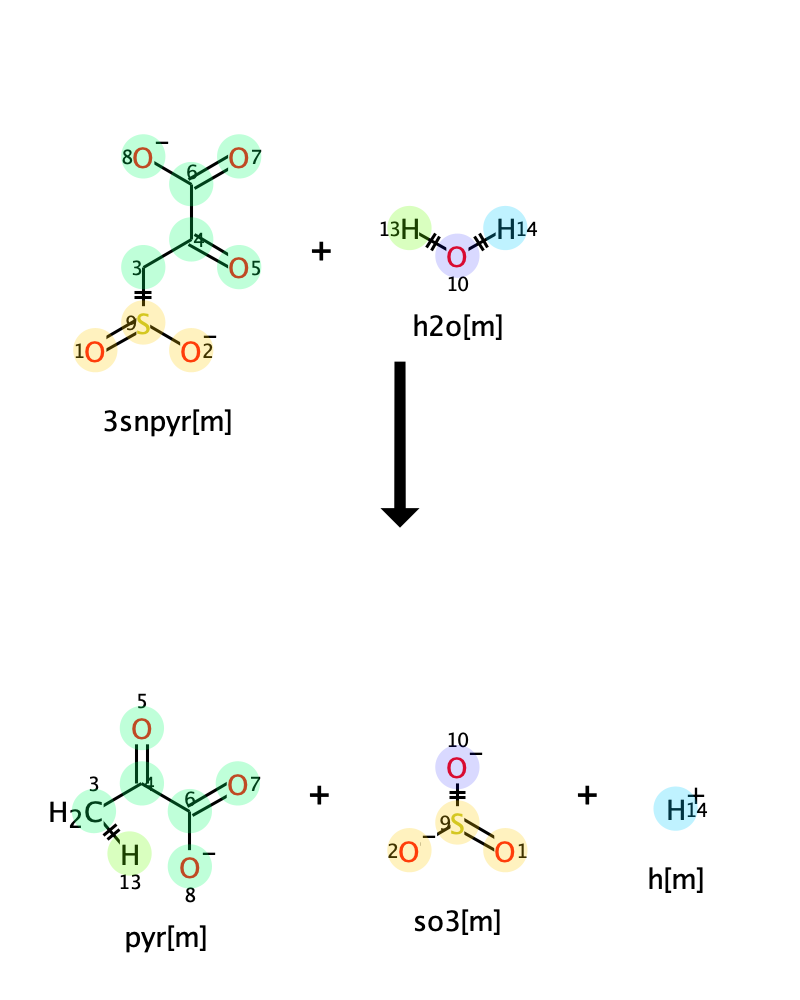 8O− O7
6
4
3 O5
9S
1O O2−
3snpyr[m]
+
13H H14
O
10
h2o[m]
5
O
3 4 6 O7
H2C
H
13
O−
8
pyr[m]
+
10
O−
9S
2O− O1
so3[m]
+
H+
14
h[m]